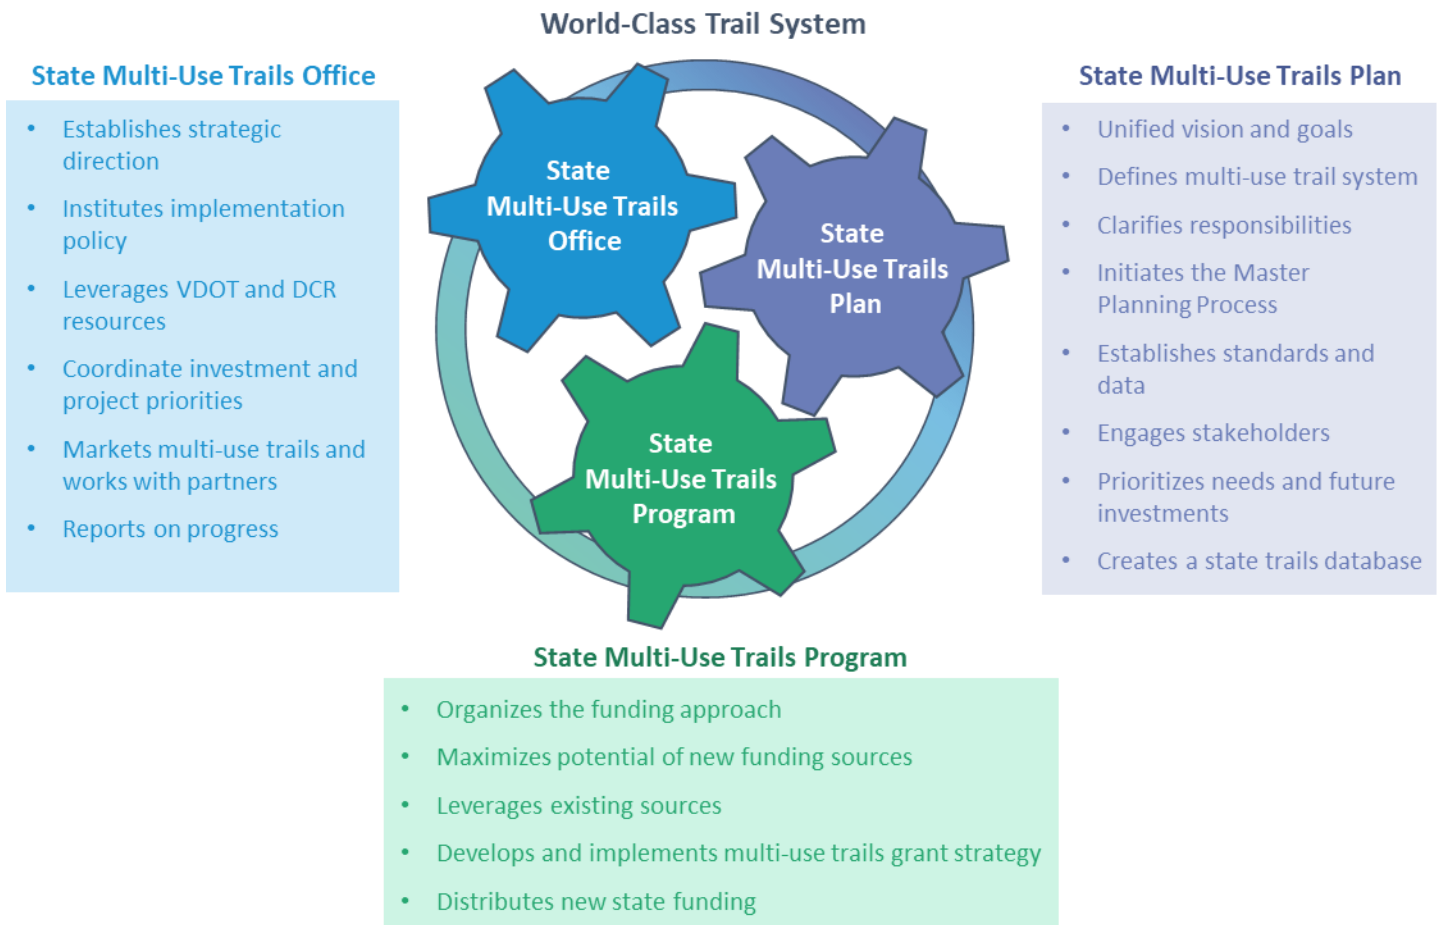 World-Class Trail System
State Multi-Use Trails Office
• Establishes strategic
direction
• Institutes implementation
policy
• Leverages VDOT and DCR
resources
• Coordinate investment and
project priorities
• Markets multi-use trails and
works with partners
• Reports on progress
State
Multi-Use Trails
Office
State
Multi-Use Trails
Plan
State
Multi-Use Trails
Program
State Multi-Use Trails Plan
• Unified vision and goals
• Defines multi-use trail system
• Clarifies responsibilities
• Initiates the Master
Planning Process
• Establishes standards and
data
• Engages stakeholders
• Prioritizes needs and future
investments
• Creates a state trails database
State Multi-Use Trails Program
• Organizes the funding approach
• Maximizes potential of new funding sources
• Leverages existing sources
• Develops and implements multi-use trails grant strategy
• Distributes new state funding